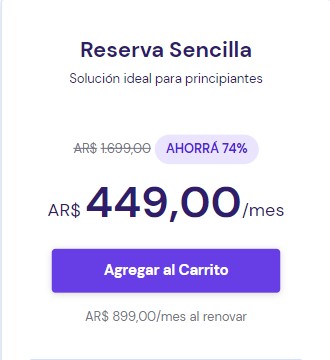 Reserva Sencilla
Solución ideal para principiantes
AR$ 1.699,00 AHORRÁ 74%
AR$ 449,00/mes
Agregar al Carrito
AR$ 899,00/mes al renovar